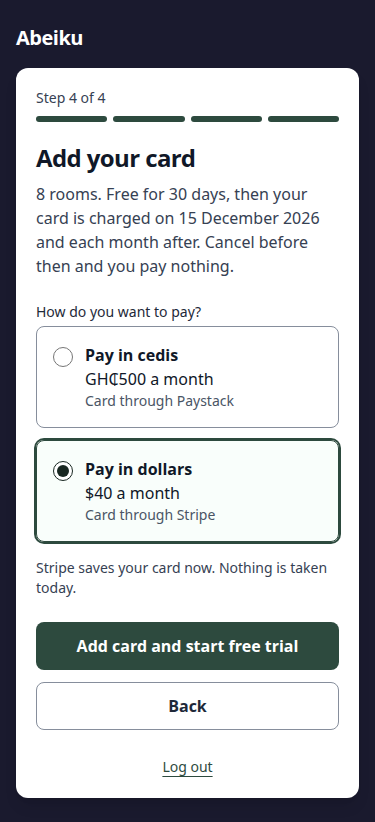 Abeiku
Step 4 of 4
Add your card
8 rooms. Free for 30 days, then your
card is charged on 15 December 2026
and each month after. Cancel before
then and you pay nothing.
How do you want to pay?
Pay in cedis
GH₵500 a month
Card through Paystack
Pay in dollars
$40 a month
Card through Stripe
Stripe saves your card now. Nothing is taken
today.
Add card and start free trial
Back
Log out